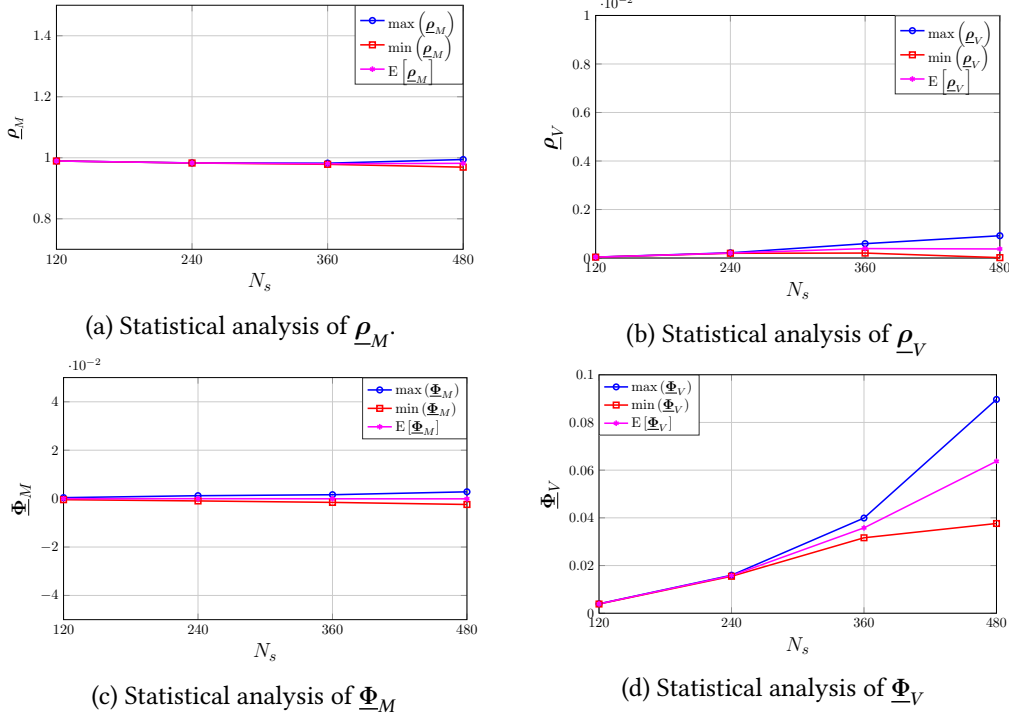 max (ρ_M)
min (ρ_M)
E [ρ_M]
1.4
1.2
1
0.8
120
240
360
480
ρ_M
N_s
(a) Statistical analysis of ρ_M.
·10⁻²
max (ρ_V)
min (ρ_V)
E [ρ_V]
1
0.8
0.6
0.4
0.2
0
120
240
360
480
ρ_V
N_s
(b) Statistical analysis of ρ_V
·10⁻²
max (Φ_M)
min (Φ_M)
E [Φ_M]
4
2
0
−2
−4
120
240
360
480
Φ_M
N_s
(c) Statistical analysis of Φ_M
max (Φ_V)
min (Φ_V)
E [Φ_V]
0.1
0.08
0.06
0.04
0.02
0
120
240
360
480
Φ_V
N_s
(d) Statistical analysis of Φ_V